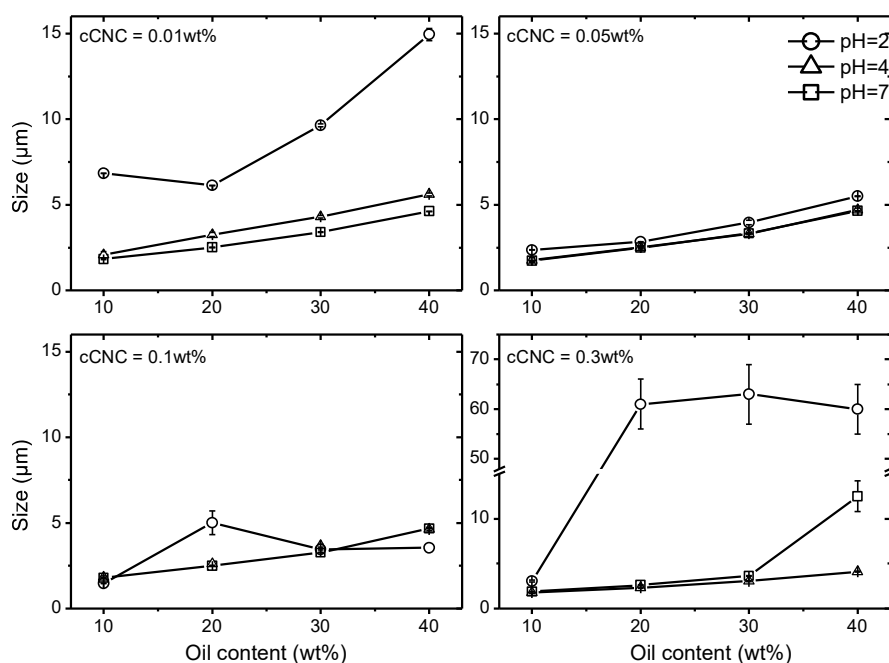 cCNC = 0.01wt%
15
10
5
0
Size (µm)
10 20 30 40
cCNC = 0.05wt%
pH=2
pH=4
pH=7
15
10
5
0
10 20 30 40
cCNC = 0.1wt%
15
10
5
0
Size (µm)
10 20 30 40
Oil content (wt%)
cCNC = 0.3wt%
70
60
50
10
0
10 20 30 40
Oil content (wt%)